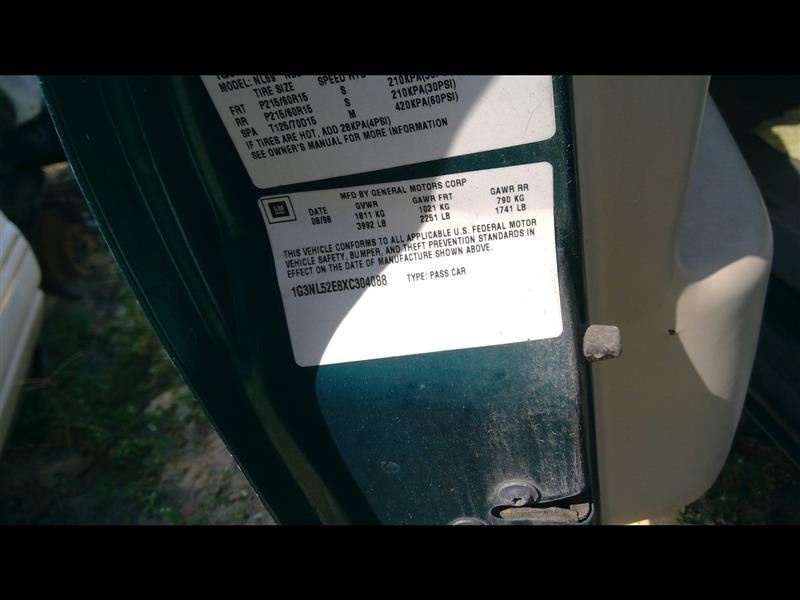 MODEL: NL69
TIRE SIZE SPEED RTG
FRT P215/60R15 S 210KPA(30PSI)
RR P215/60R15 S 210KPA(30PSI)
SPA T125/70D15 M 420KPA(60PSI)
IF TIRES ARE HOT, ADD 28KPA(4PSI)
SEE OWNER'S MANUAL FOR MORE INFORMATION
GM
MFD BY GENERAL MOTORS CORP
DATE GVWR GAWR FRT GAWR RR
08/98 1811 KG 1021 KG 790 KG
3992 LB 2251 LB 1741 LB
THIS VEHICLE CONFORMS TO ALL APPLICABLE U.S. FEDERAL MOTOR
VEHICLE SAFETY, BUMPER, AND THEFT PREVENTION STANDARDS IN
EFFECT ON THE DATE OF MANUFACTURE SHOWN ABOVE.
1G3NL52E8XC304088 TYPE: PASS CAR